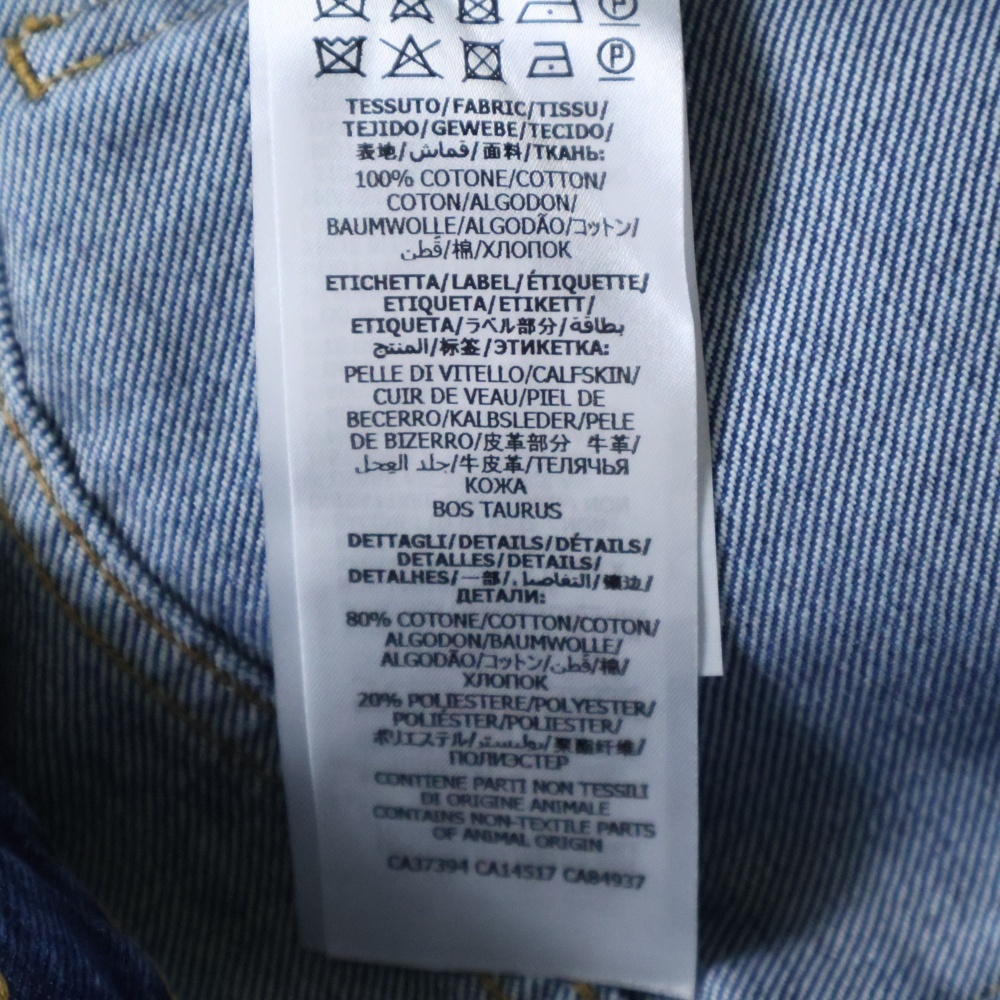 P
P
TESSUTO/FABRIC/TISSU/
TEJIDO/GEWEBE/TECIDO/
表地/قماش/面料/ТКАНЬ:
100% COTONE/COTTON/
COTON/ALGODON/
BAUMWOLLE/ALGODÃO/コットン/
قُطن/棉/ХЛОПОК
ETICHETTA/LABEL/ÉTIQUETTE/
ETIQUETA/ETIKETT/
ETIQUETA/ラベル部分/بطاقة
المنتج/标签/ЭТИКЕТКА:
PELLE DI VITELLO/CALFSKIN/
CUIR DE VEAU/PIEL DE
BECERRO/KALBSLEDER/PELE
DE BIZERRO/皮革部分 牛革/
جلد العِجل/牛皮革/ТЕЛЯЧЬЯ
КОЖА
BOS TAURUS
DETTAGLI/DETAILS/DÉTAILS/
DETALLES/DETAILS/
DETALHES/一部/التفاصيل/镶边/
ДЕТАЛИ:
80% COTONE/COTTON/COTON/
ALGODON/BAUMWOLLE/
ALGODÃO/コットン/قُطن/棉/
ХЛОПОК
20% POLIESTERE/POLYESTER/
POLIÉSTER/POLIESTER/
ポリエステル/بوليستر/聚酯纤维/
ПОЛИЭСТЕР
CONTIENE PARTI NON TESSILI
DI ORIGINE ANIMALE
CONTAINS NON-TEXTILE PARTS
OF ANIMAL ORIGIN
CA37394 CA14517 CA84937